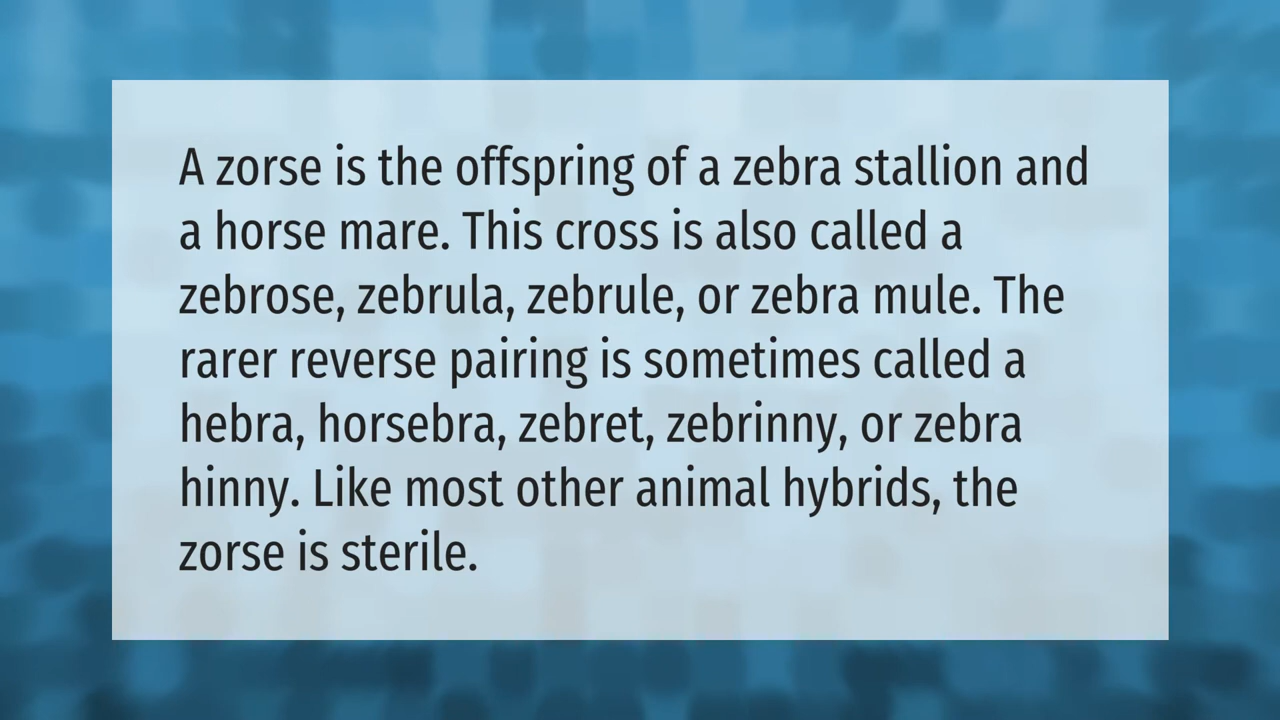 A zorse is the offspring of a zebra stallion and
a horse mare. This cross is also called a
zebrose, zebrula, zebrule, or zebra mule. The
rarer reverse pairing is sometimes called a
hebra, horsebra, zebret, zebrinny, or zebra
hinny. Like most other animal hybrids, the
zorse is sterile.